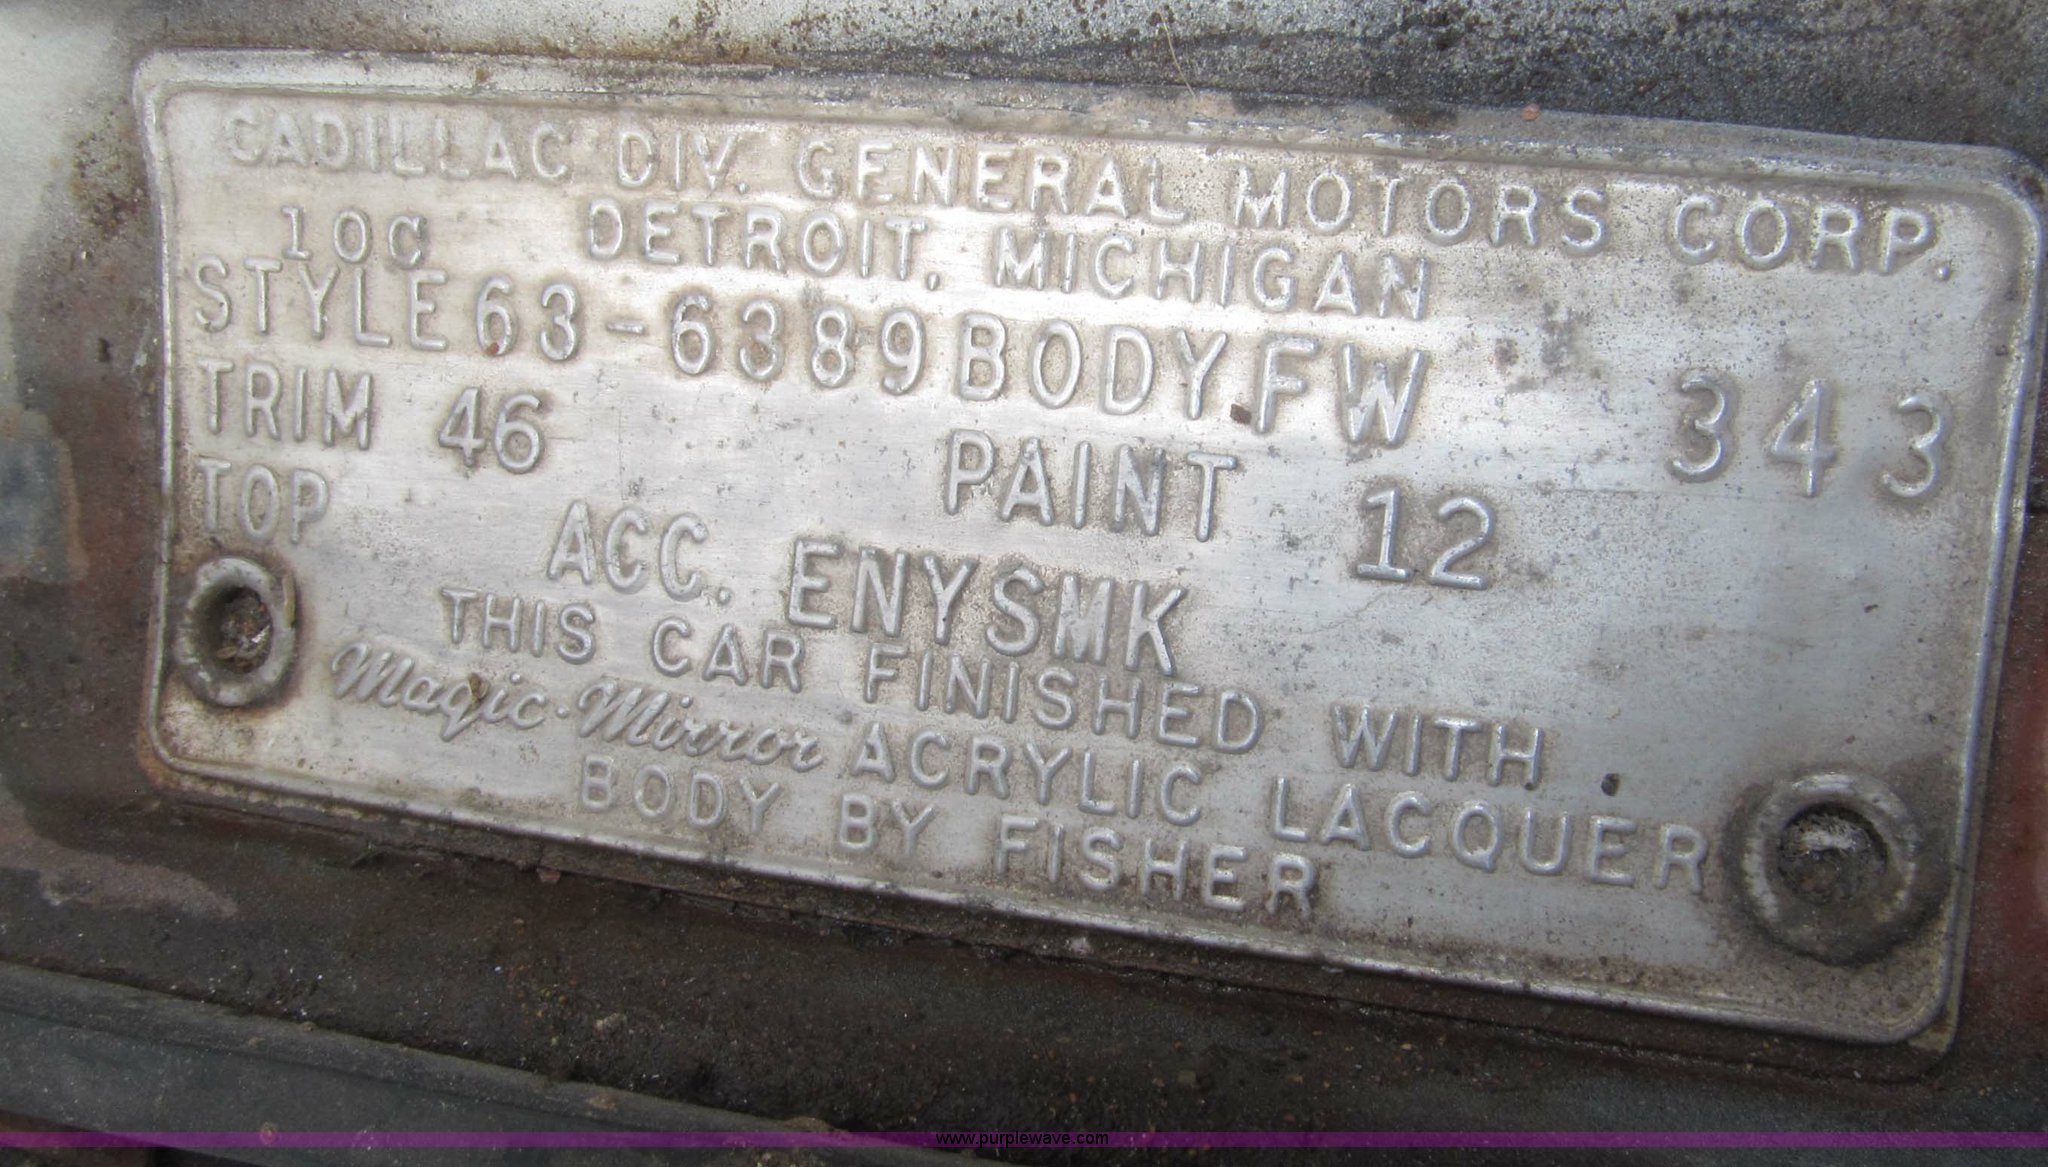 CADILLAC DIV. GENERAL MOTORS CORP.
10C DETROIT, MICHIGAN
STYLE 63-6389 BODY FW 343
TRIM 46 PAINT 12
TOP ACC. ENYSMK
THIS CAR FINISHED WITH
Magic-Mirror ACRYLIC LACQUER
BODY BY FISHER
www.purplewave.com